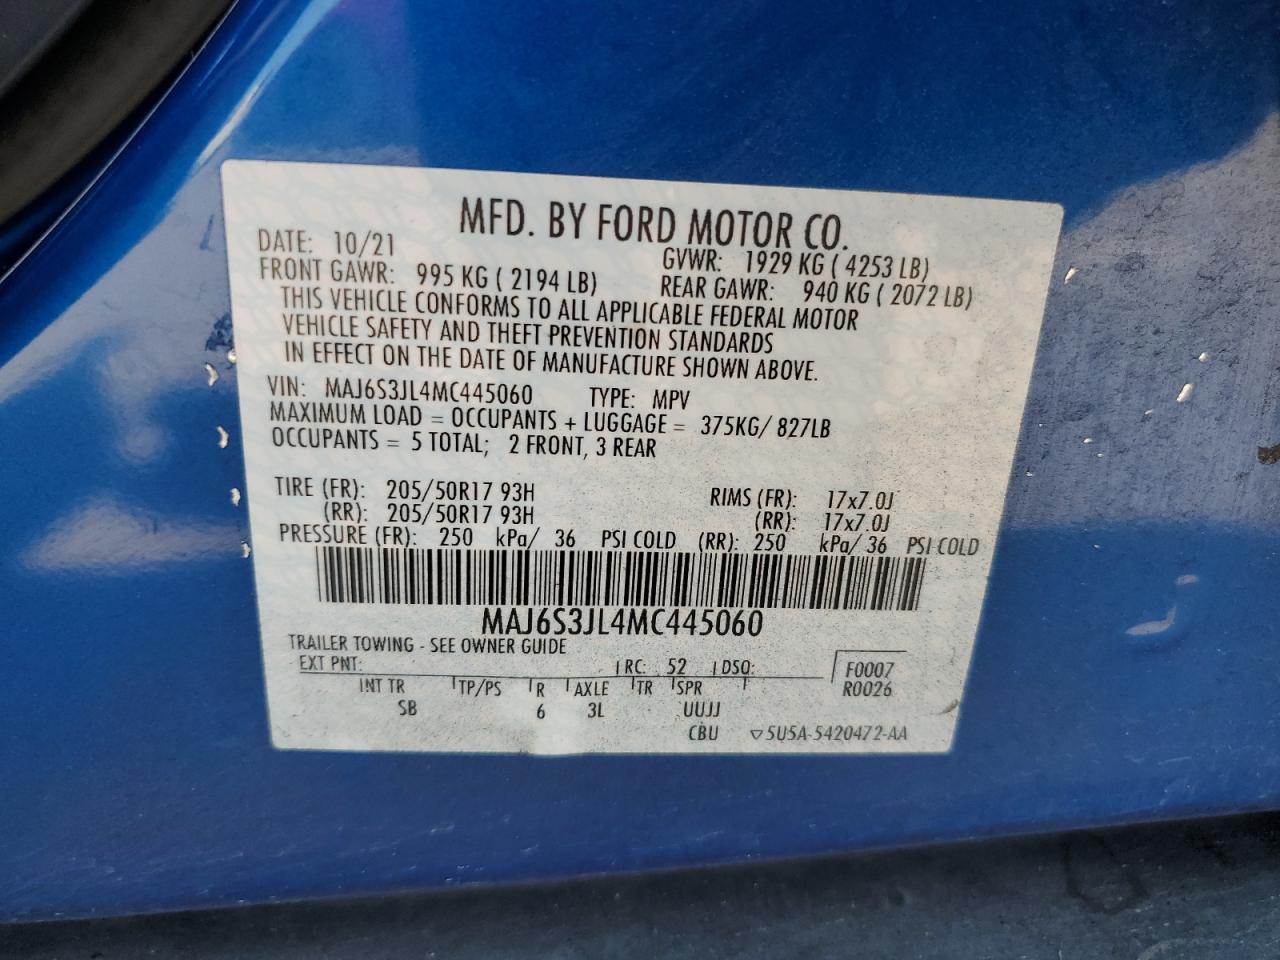 MFD. BY FORD MOTOR CO.
DATE: 10/21 GVWR: 1929 KG ( 4253 LB)
FRONT GAWR: 995 KG ( 2194 LB) REAR GAWR: 940 KG ( 2072 LB)
THIS VEHICLE CONFORMS TO ALL APPLICABLE FEDERAL MOTOR
VEHICLE SAFETY AND THEFT PREVENTION STANDARDS
IN EFFECT ON THE DATE OF MANUFACTURE SHOWN ABOVE.
VIN: MAJ6S3JL4MC445060 TYPE: MPV
MAXIMUM LOAD = OCCUPANTS + LUGGAGE = 375KG/ 827LB
OCCUPANTS = 5 TOTAL; 2 FRONT, 3 REAR
TIRE (FR): 205/50R17 93H RIMS (FR): 17x7.0J
(RR): 205/50R17 93H (RR): 17x7.0J
PRESSURE (FR): 250 kPa/ 36 PSI COLD (RR): 250 kPa/ 36 PSI COLD
MAJ6S3JL4MC445060
TRAILER TOWING - SEE OWNER GUIDE
EXT PNT: RC: 52 DSO: F0007
INT TR TP/PS R AXLE TR SPR R0026
SB 6 3L UUJJ
CBU ▽5U5A-5420472-AA